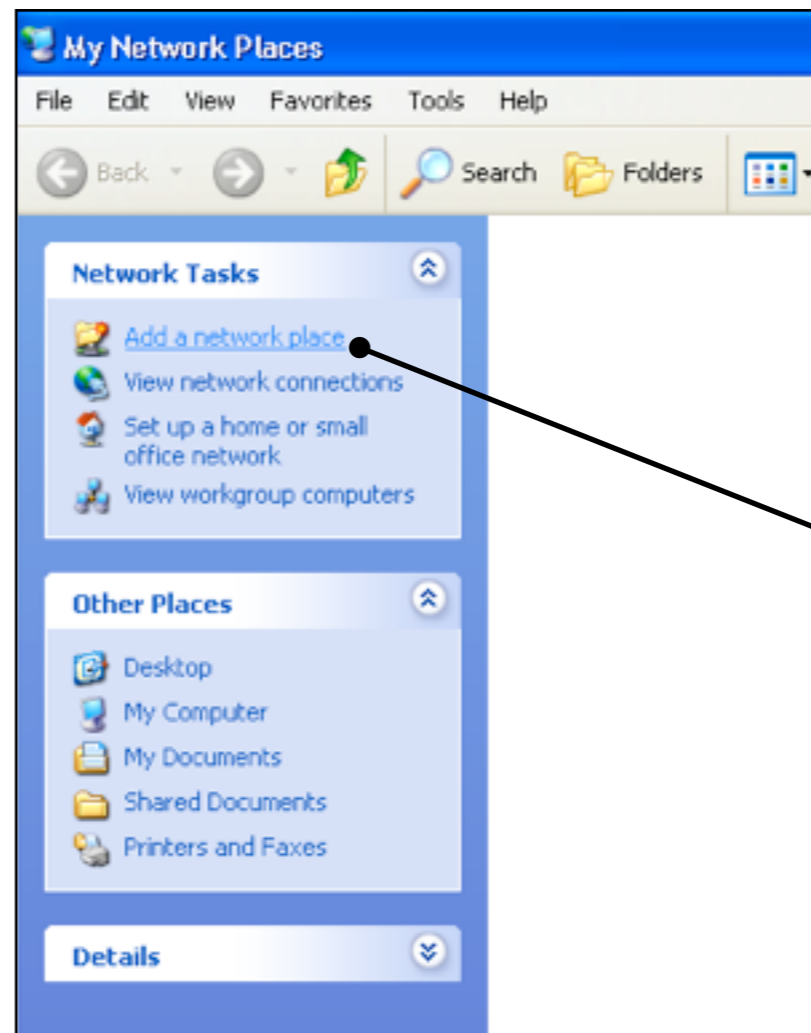 My Network Places
File Edit View Favorites Tools Help
Back Search Folders
Network Tasks
Add a network place
View network connections
Set up a home or small
office network
View workgroup computers
Other Places
Desktop
My Computer
My Documents
Shared Documents
Printers and Faxes
Details